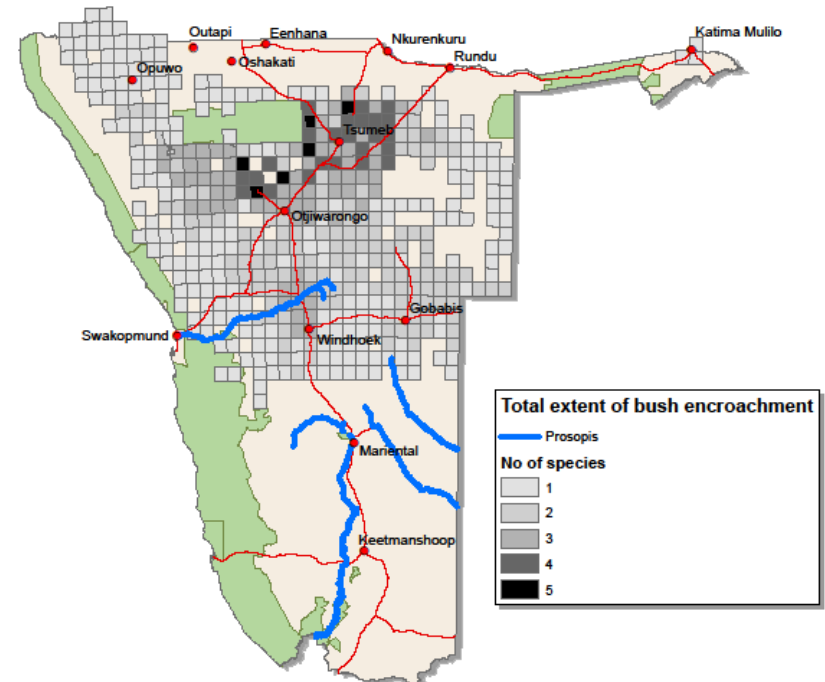 Outapi
Eenhana
Nkurenkuru
Katima Mulilo
Oshakati
Rundu
Opuwo
Tsumeb
Otjiwarongo
Gobabis
Swakopmund
Windhoek
Mariental
Keetmanshoop
Total extent of bush encroachment
Prosopis
No of species
1
2
3
4
5